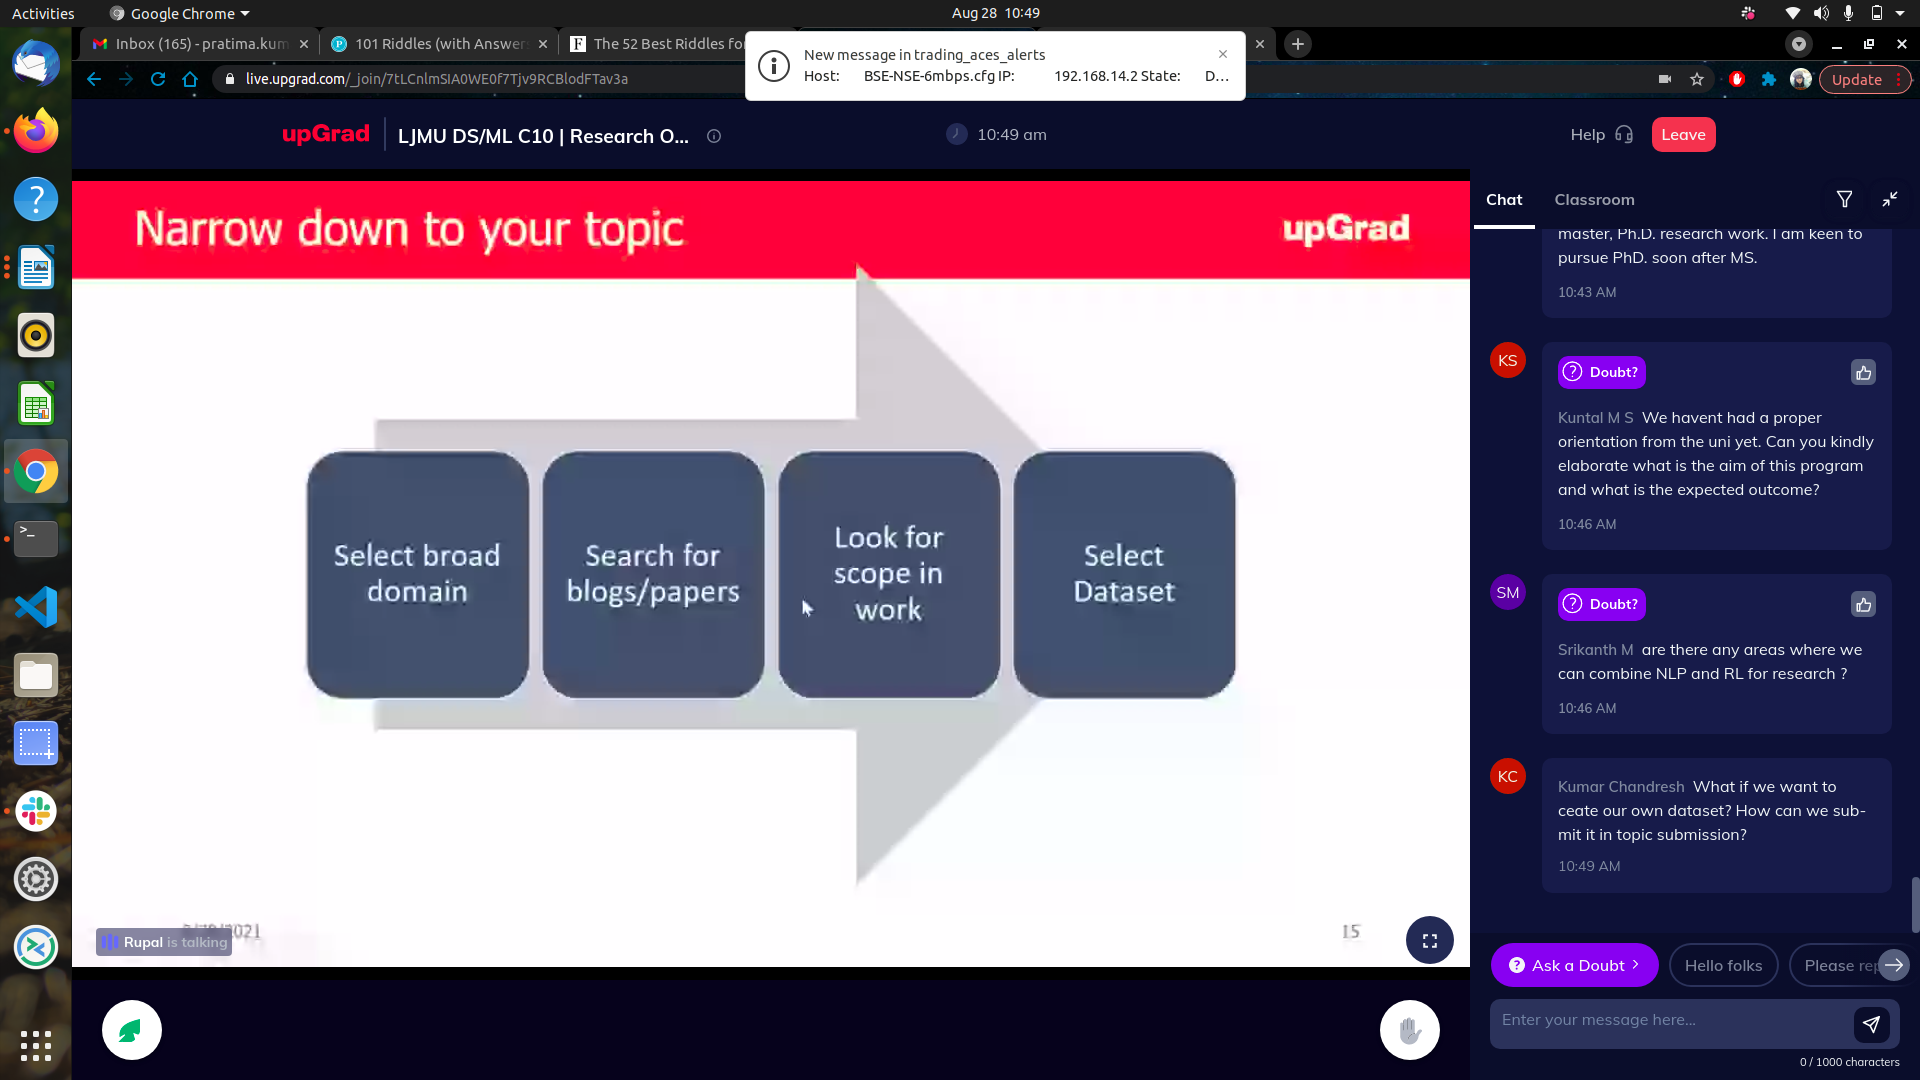 Activities
Google Chrome
Aug 28 10:49
Inbox (165) - pratima.kum
101 Riddles (with Answer
The 52 Best Riddles fo
New message in trading_aces_alerts
Host: BSE-NSE-6mbps.cfg IP: 192.168.14.2 State: D...
live.upgrad.com/_join/7tLCnlmSIA0WE0f7Tjv9RCBlodFTav3a
Update
upGrad
LJMU DS/ML C10 | Research O...
10:49 am
Help
Leave
Narrow down to your topic
upGrad
Select broad
domain
Search for
blogs/papers
Look for
scope in
work
Select
Dataset
2021
15
Rupal is talking
Chat
Classroom
master, Ph.D. research work. I am keen to
pursue PhD. soon after MS.
10:43 AM
KS
Doubt?
Kuntal M S We havent had a proper
orientation from the uni yet. Can you kindly
elaborate what is the aim of this program
and what is the expected outcome?
10:46 AM
SM
Doubt?
Srikanth M are there any areas where we
can combine NLP and RL for research ?
10:46 AM
KC
Kumar Chandresh What if we want to
ceate our own dataset? How can we sub-
mit it in topic submission?
10:49 AM
Ask a Doubt
Hello folks
Please rep
Enter your message here...
0 / 1000 characters